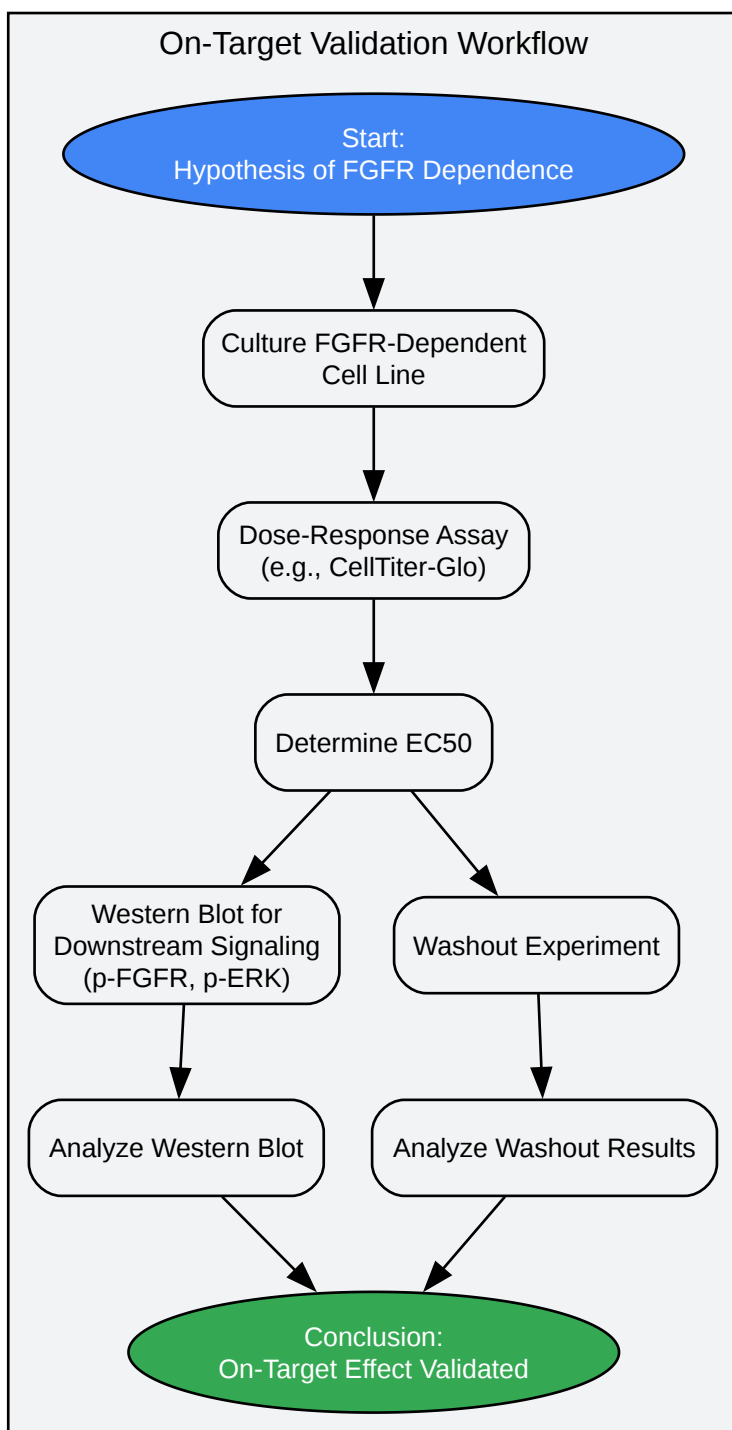 On-Target Validation Workflow
Start:
Hypothesis of FGFR Dependence
Culture FGFR-Dependent
Cell Line
Dose-Response Assay
(e.g., CellTiter-Glo)
Determine EC50
Western Blot for
Downstream Signaling
(p-FGFR, p-ERK)
Washout Experiment
Analyze Western Blot
Analyze Washout Results
Conclusion:
On-Target Effect Validated